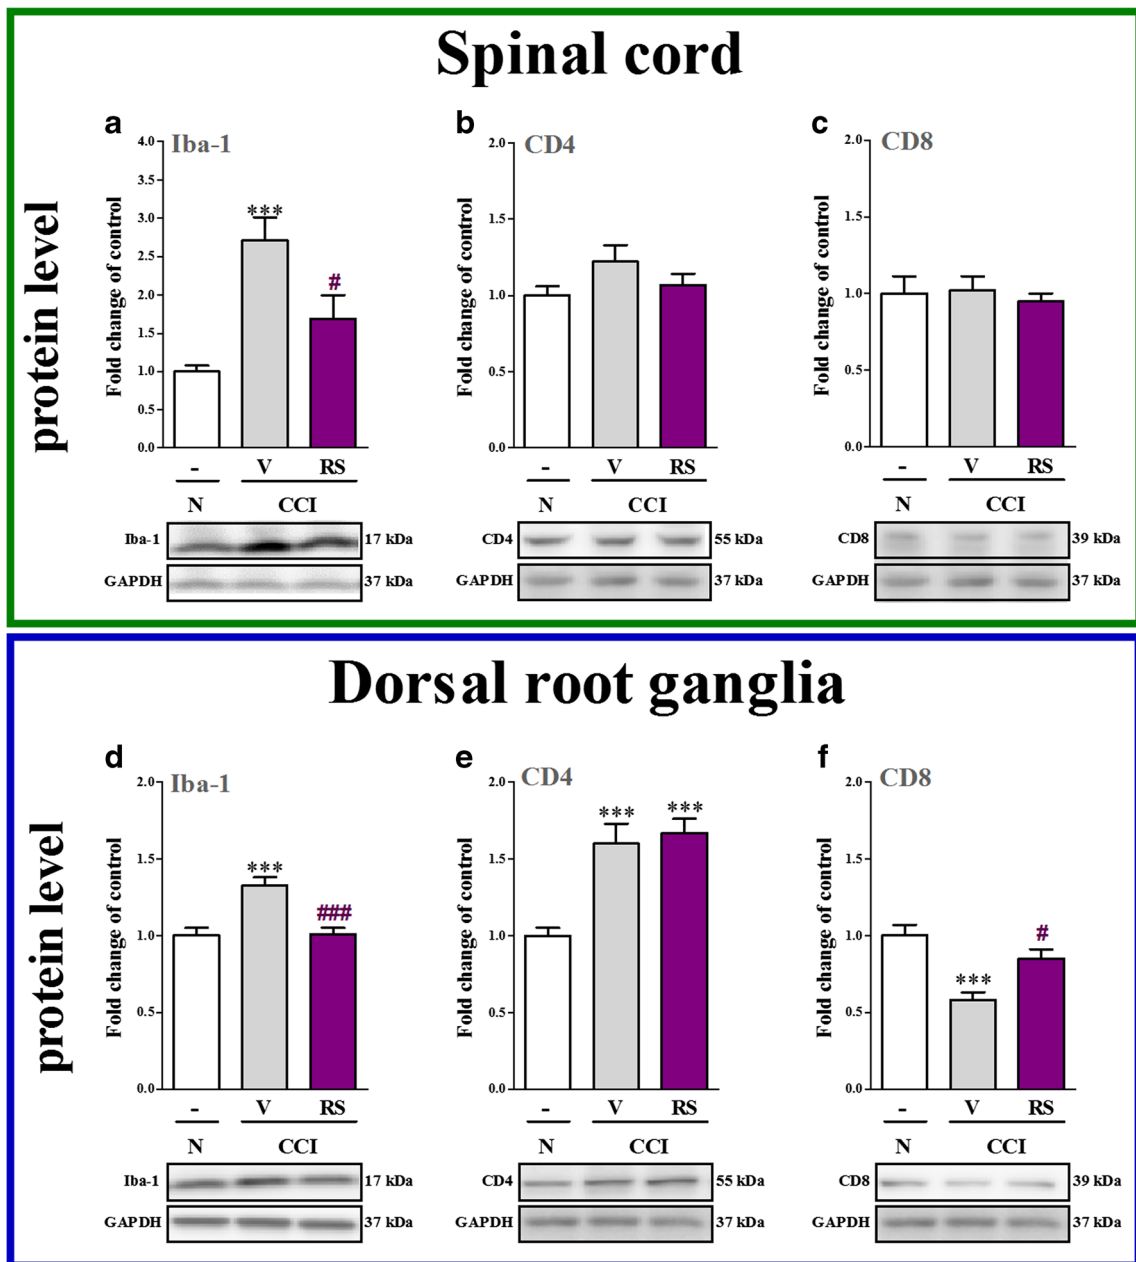 Spinal cord
protein level
a
Iba-1
Fold change of control
4.0
3.5
3.0
2.5
2.0
1.5
1.0
0.5
0.0
***
#
- V RS
N CCI
Iba-1 17 kDa
GAPDH 37 kDa
b
CD4
Fold change of control
2.0
1.5
1.0
0.5
0.0
- V RS
N CCI
CD4 55 kDa
GAPDH 37 kDa
c
CD8
Fold change of control
2.0
1.5
1.0
0.5
0.0
- V RS
N CCI
CD8 39 kDa
GAPDH 37 kDa
Dorsal root ganglia
protein level
d
Iba-1
Fold change of control
2.0
1.5
1.0
0.5
0.0
***
###
- V RS
N CCI
Iba-1 17 kDa
GAPDH 37 kDa
e
CD4
Fold change of control
2.0
1.5
1.0
0.5
0.0
*** ***
- V RS
N CCI
CD4 55 kDa
GAPDH 37 kDa
f
CD8
Fold change of control
2.0
1.5
1.0
0.5
0.0
***
#
- V RS
N CCI
CD8 39 kDa
GAPDH 37 kDa